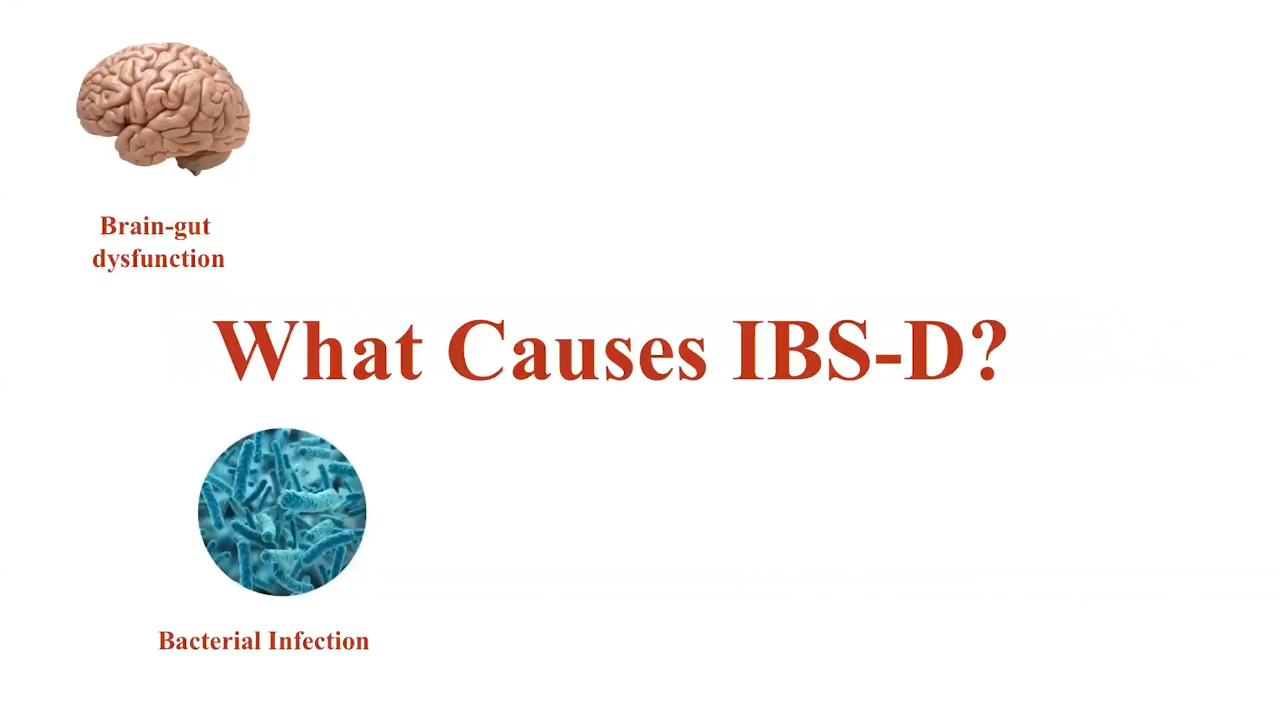 Brain-gut
dysfunction
What Causes IBS-D?
Bacterial Infection